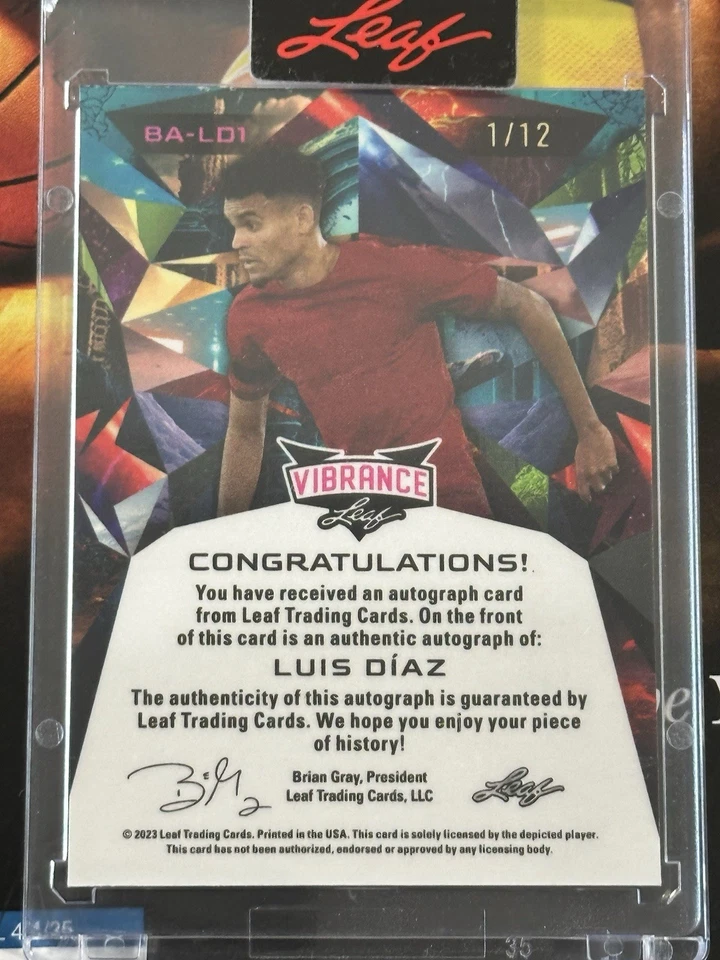 Leaf
BA-LD1
1/12
VIBRANCE
Leaf
CONGRATULATIONS!
You have received an autograph card
from Leaf Trading Cards. On the front
of this card is an authentic autograph of:
LUIS DÍAZ
The authenticity of this autograph is guaranteed by
Leaf Trading Cards. We hope you enjoy your piece
of history!
Brian Gray, President
Leaf Trading Cards, LLC
Leaf
© 2023 Leaf Trading Cards. Printed in the USA. This card is solely licensed by the depicted player.
This card has not been authorized, endorsed or approved by any licensing body.
35